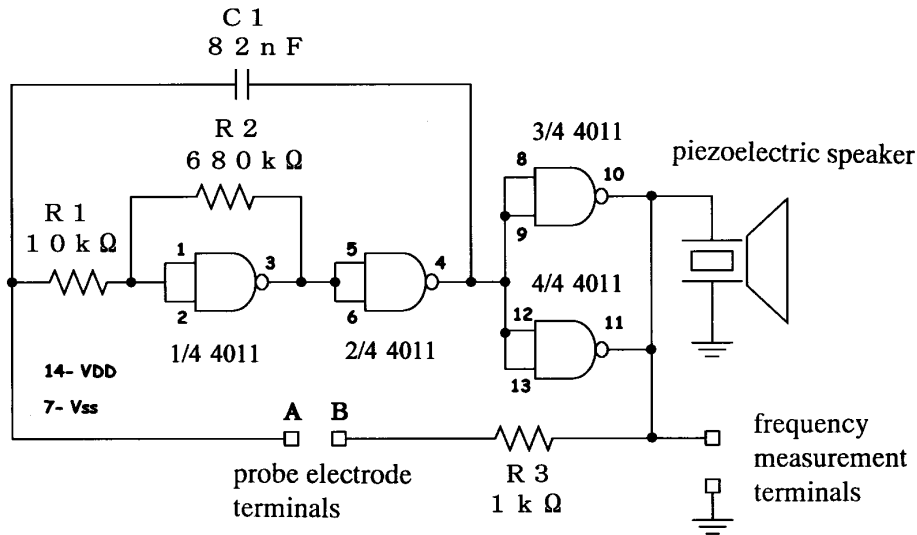 C 1
8 2 n F
R 2
6 8 0 k Ω
3/4 4011
piezoelectric speaker
8
10
9
R 1
1 0 k Ω
1
3
2
5
4
6
4/4 4011
12
11
13
1/4 4011
2/4 4011
14- VDD
7- Vss
A B
probe electrode
terminals
R 3
1 k Ω
frequency
measurement
terminals